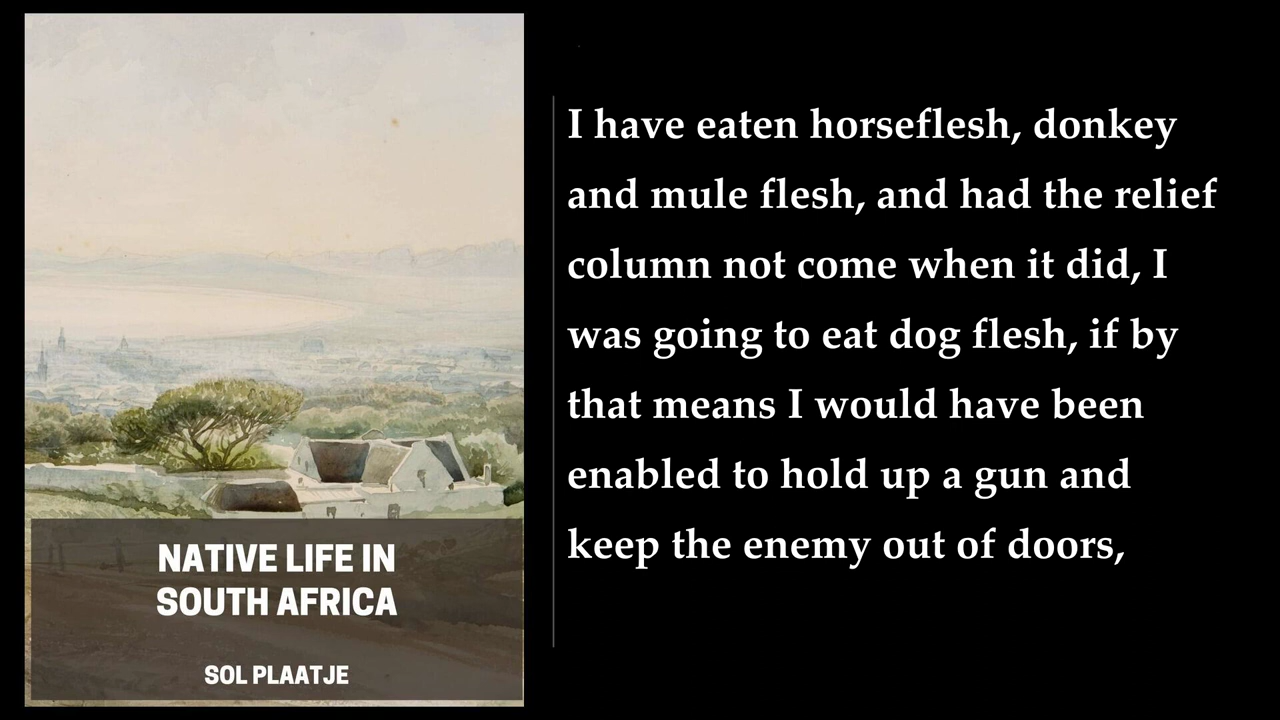 NATIVE LIFE IN
SOUTH AFRICA
SOL PLAATJE
I have eaten horseflesh, donkey
and mule flesh, and had the relief
column not come when it did, I
was going to eat dog flesh, if by
that means I would have been
enabled to hold up a gun and
keep the enemy out of doors,